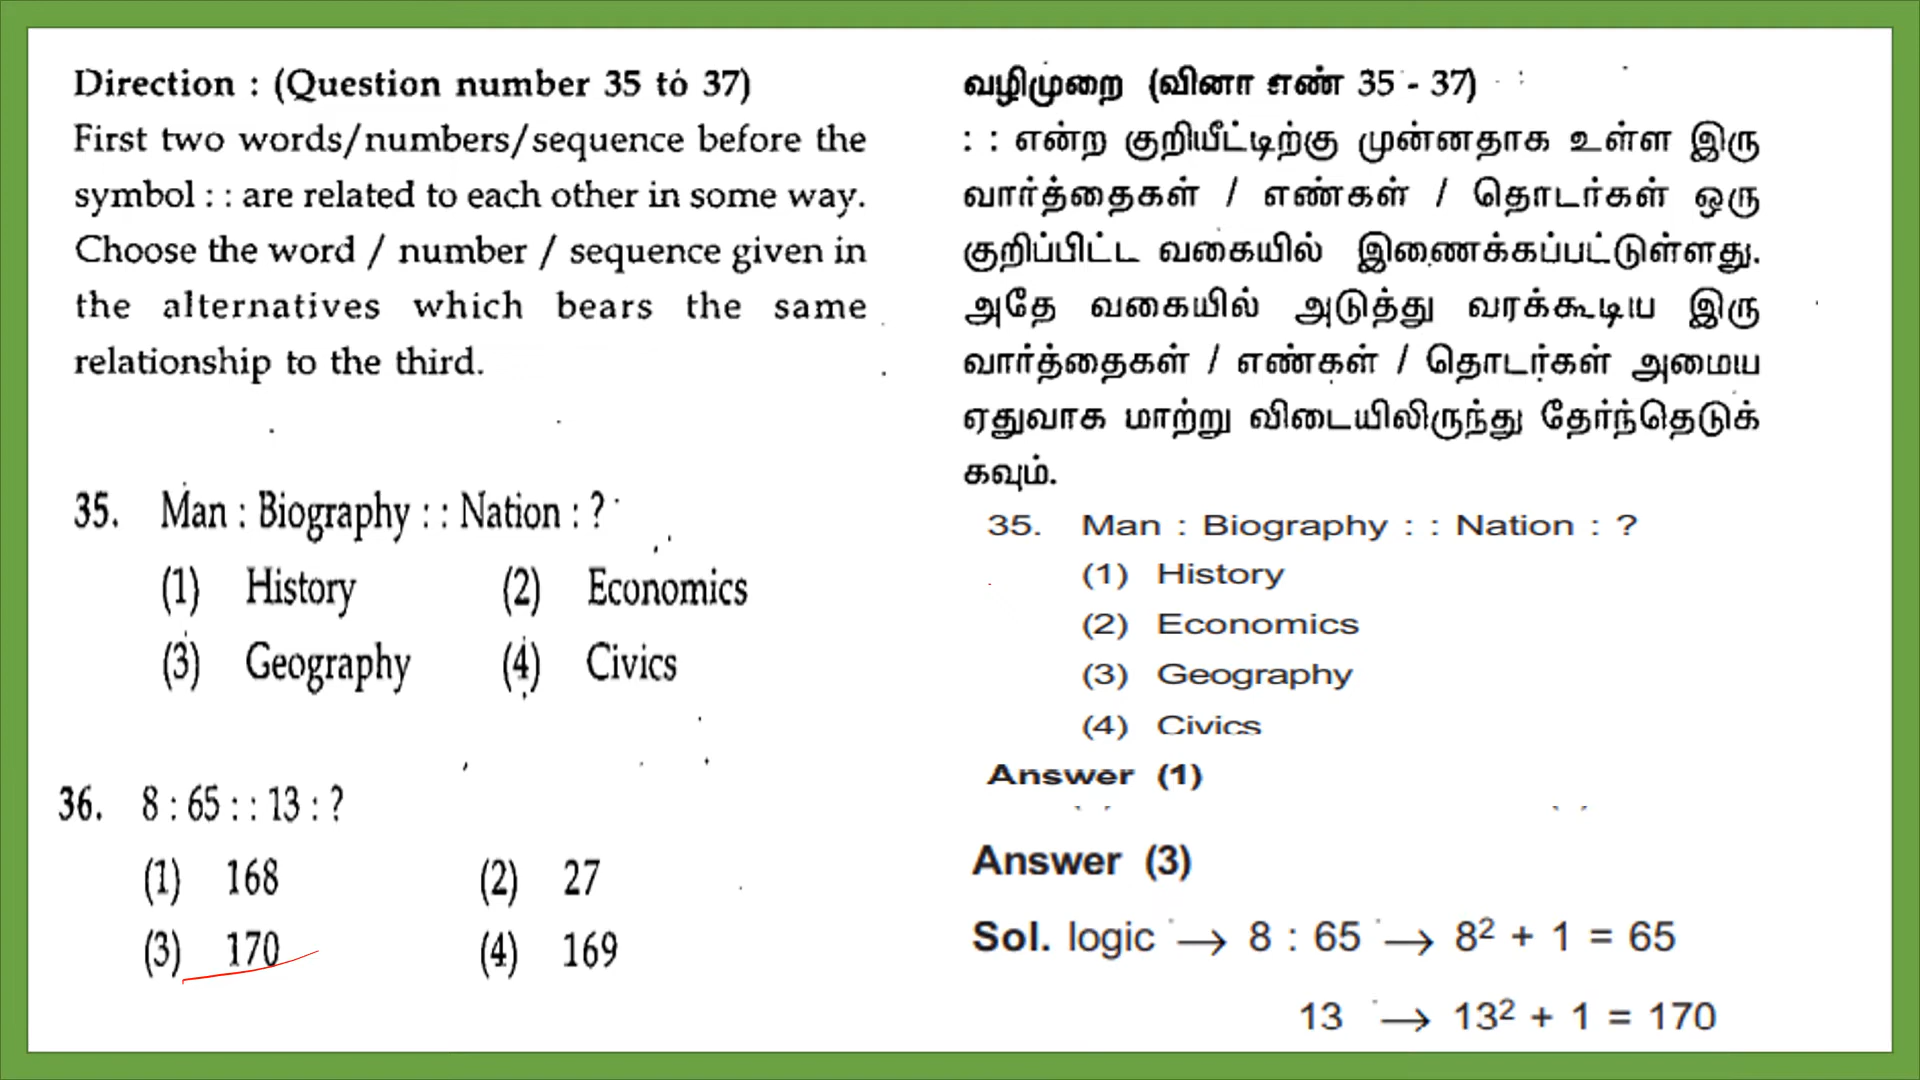 Direction : (Question number 35 to 37)
First two words/numbers/sequence before the
symbol : : are related to each other in some way.
Choose the word / number / sequence given in
the alternatives which bears the same
relationship to the third.
35. Man : Biography : : Nation : ?
(1) History (2) Economics
(3) Geography (4) Civics
36. 8 : 65 : : 13 : ?
(1) 168 (2) 27
(3) 170 (4) 169
வழிமுறை (வினா எண் 35 - 37)
: : என்ற குறியீட்டிற்கு முன்னதாக உள்ள இரு
வார்த்தைகள் / எண்கள் / தொடர்கள் ஒரு
குறிப்பிட்ட வகையில் இணைக்கப்பட்டுள்ளது.
அதே வகையில் அடுத்து வரக்கூடிய இரு
வார்த்தைகள் / எண்கள் / தொடர்கள் அமைய
ஏதுவாக மாற்று விடையிலிருந்து தேர்ந்தெடுக்
கவும்.
35. Man : Biography : : Nation : ?
(1) History
(2) Economics
(3) Geography
(4) Civics
Answer (1)
Answer (3)
Sol. logic → 8 : 65 → 8² + 1 = 65
13 → 13² + 1 = 170